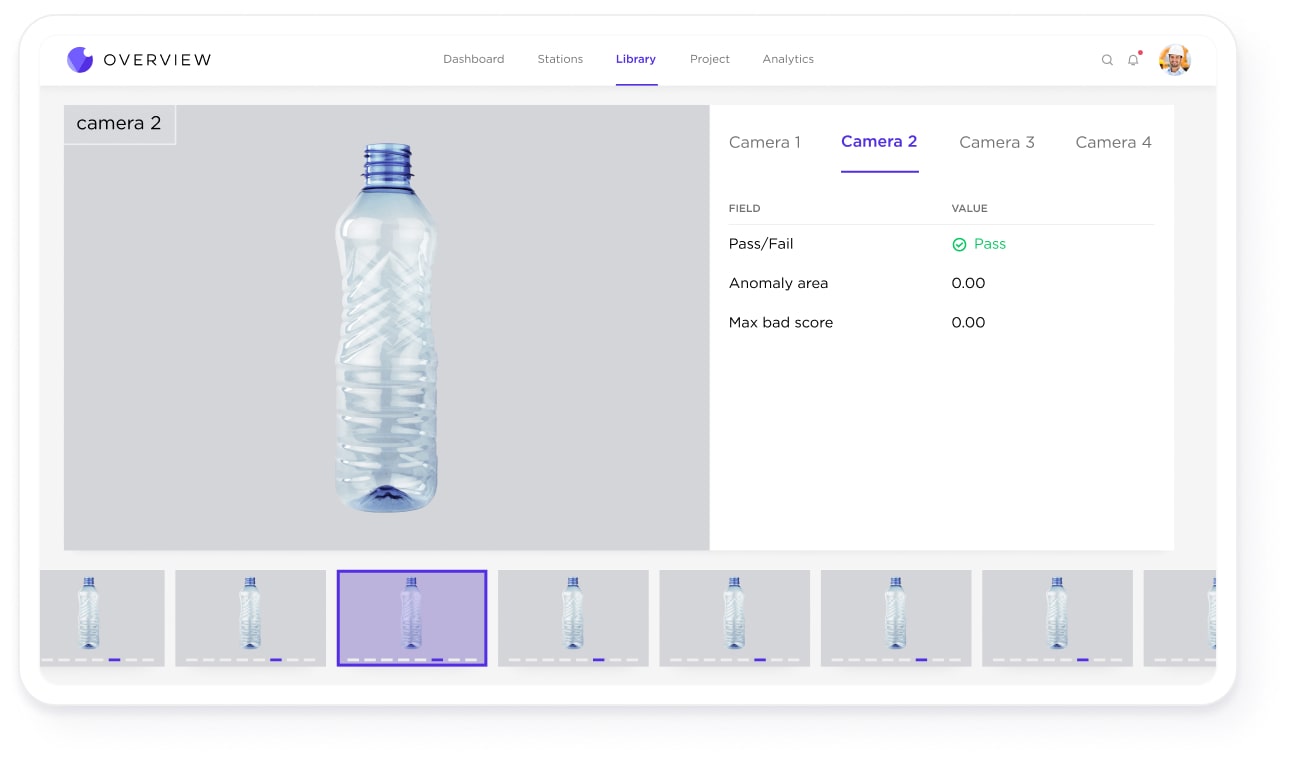 OVERVIEW
Dashboard Stations Library Project Analytics
camera 2
Camera 1 Camera 2 Camera 3 Camera 4
FIELD VALUE
Pass/Fail Pass
Anomaly area 0.00
Max bad score 0.00